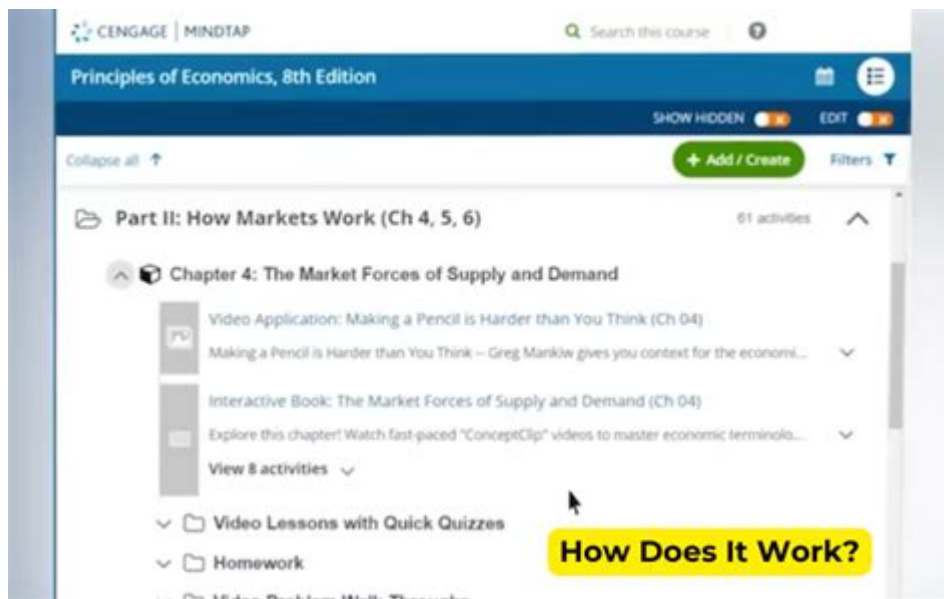 CENGAGE | MINDTAP
Search this course
Principles of Economics, 8th Edition
SHOW HIDDEN EDIT
Collapse all + Add / Create Filters
Part II: How Markets Work (Ch 4, 5, 6) 61 activities
Chapter 4: The Market Forces of Supply and Demand
Video Application: Making a Pencil is Harder than You Think (Ch 04)
Making a Pencil is Harder than You Think – Greg Mankiw gives you context for the economi...
Interactive Book: The Market Forces of Supply and Demand (Ch 04)
Explore this chapter! Watch fast-paced "ConceptClip" videos to master economic terminolo...
View 8 activities
Video Lessons with Quick Quizzes
Homework
How Does It Work?
Video Problem Walk-Throughs